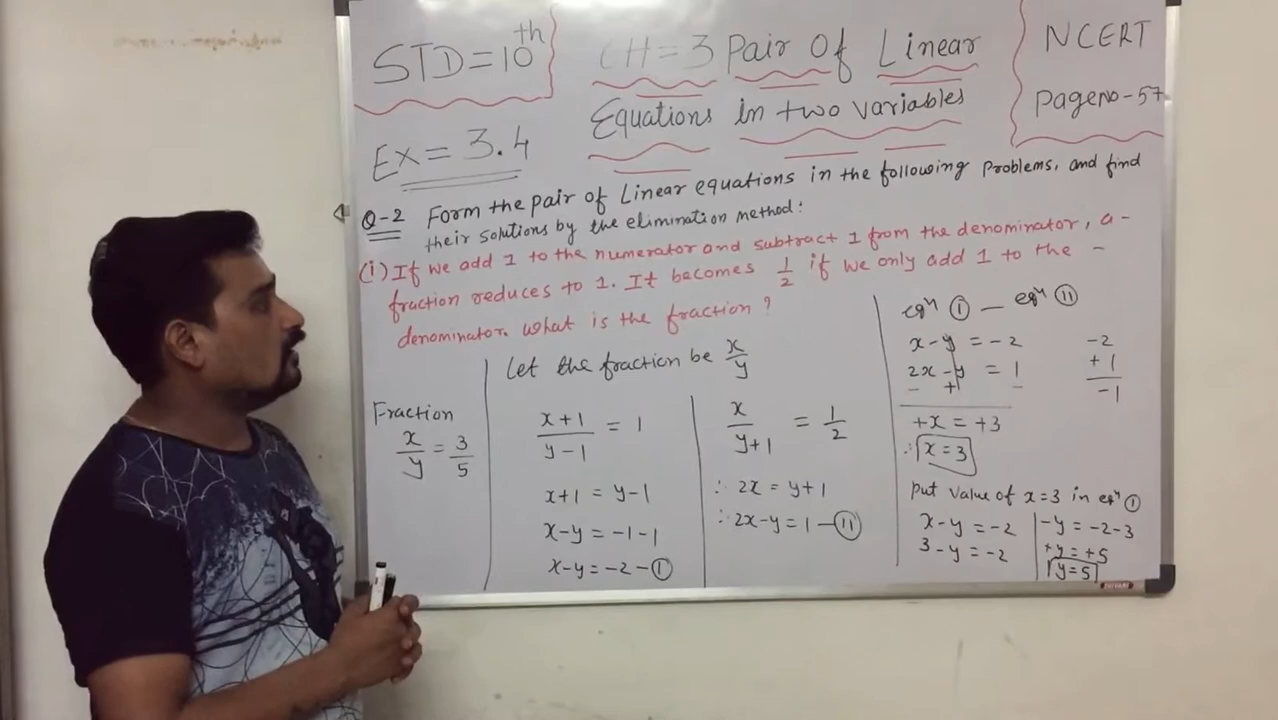 STD = 10th
CH = 3 Pair Of Linear
Equations in two variables
NCERT
Pageno - 57
Ex = 3.4
Q-2 Form the pair of Linear equations in the following Problems, and find
their solutions by the elimination method:
(i) If we add 1 to the numerator and subtract 1 from the denominator, a -
fraction reduces to 1. It becomes 1/2 if we only add 1 to the -
denominator. what is the fraction?
Fraction
x/y = 3/5
Let the fraction be x/y
x+1/y-1 = 1
x+1 = y-1
x-y = -1-1
x-y = -2 - (I)
x/y+1 = 1/2
∴ 2x = y+1
∴ 2x-y = 1 - (II)
eqn (I) — eqn (II)
x-y = -2
2x-y = 1
- + -
+x = +3
∴ x = 3
-2
+1
-1
Put value of x=3 in eqn (I)
x-y = -2
3-y = -2
-y = -2-3
+y = +5
y = 5